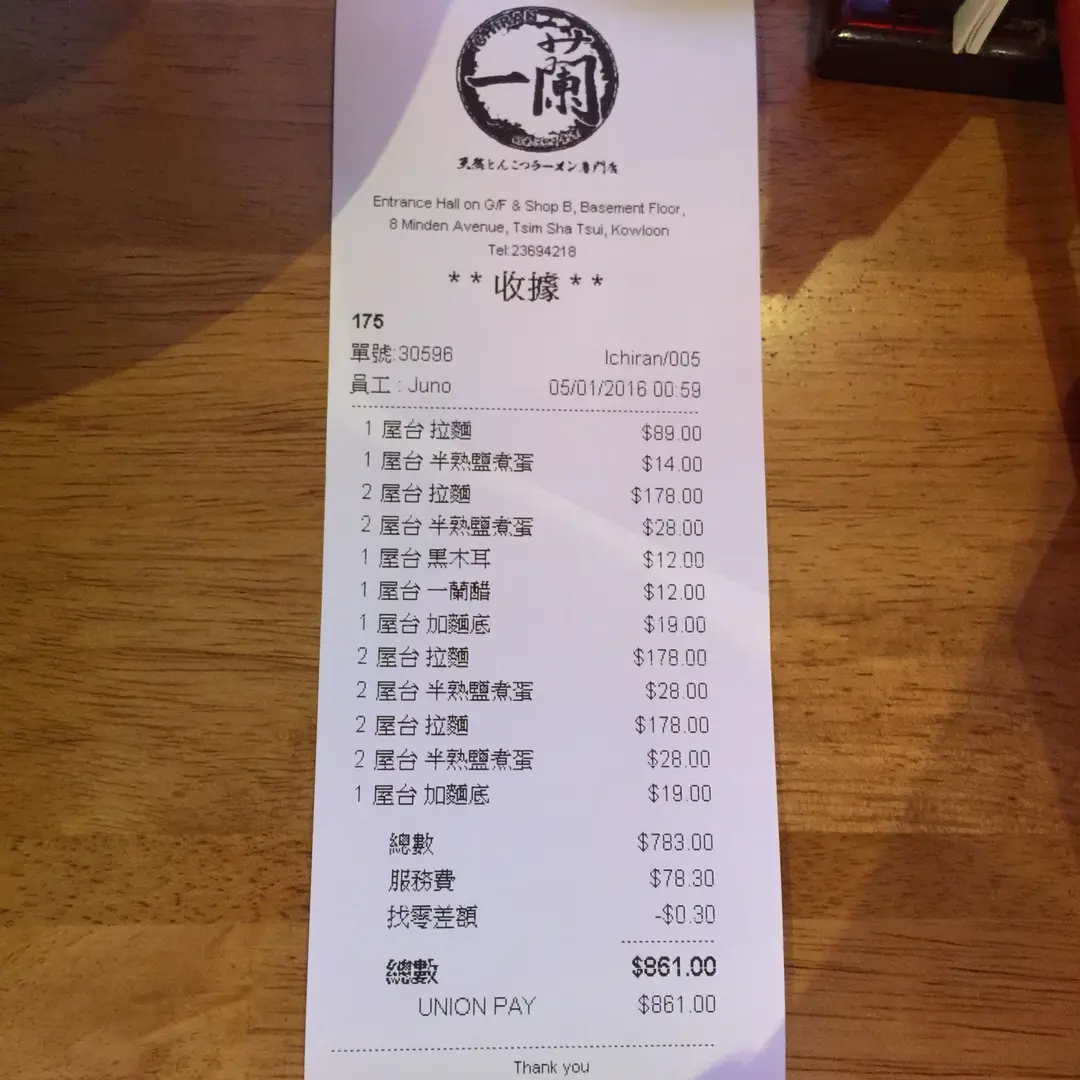 ICHIRAN
一蘭
天然とんこつラーメン専門店
Entrance Hall on G/F & Shop B, Basement Floor,
8 Minden Avenue, Tsim Sha Tsui, Kowloon
Tel:23694218
** 收據 **
175
單號:30596 Ichiran/005
員工 : Juno 05/01/2016 00:59
1 屋台 拉麵 $89.00
1 屋台 半熟鹽煮蛋 $14.00
2 屋台 拉麵 $178.00
2 屋台 半熟鹽煮蛋 $28.00
1 屋台 黑木耳 $12.00
1 屋台 一蘭醋 $12.00
1 屋台 加麵底 $19.00
2 屋台 拉麵 $178.00
2 屋台 半熟鹽煮蛋 $28.00
2 屋台 拉麵 $178.00
2 屋台 半熟鹽煮蛋 $28.00
1 屋台 加麵底 $19.00
總數 $783.00
服務費 $78.30
找零差額 -$0.30
總數 $861.00
UNION PAY $861.00
Thank you